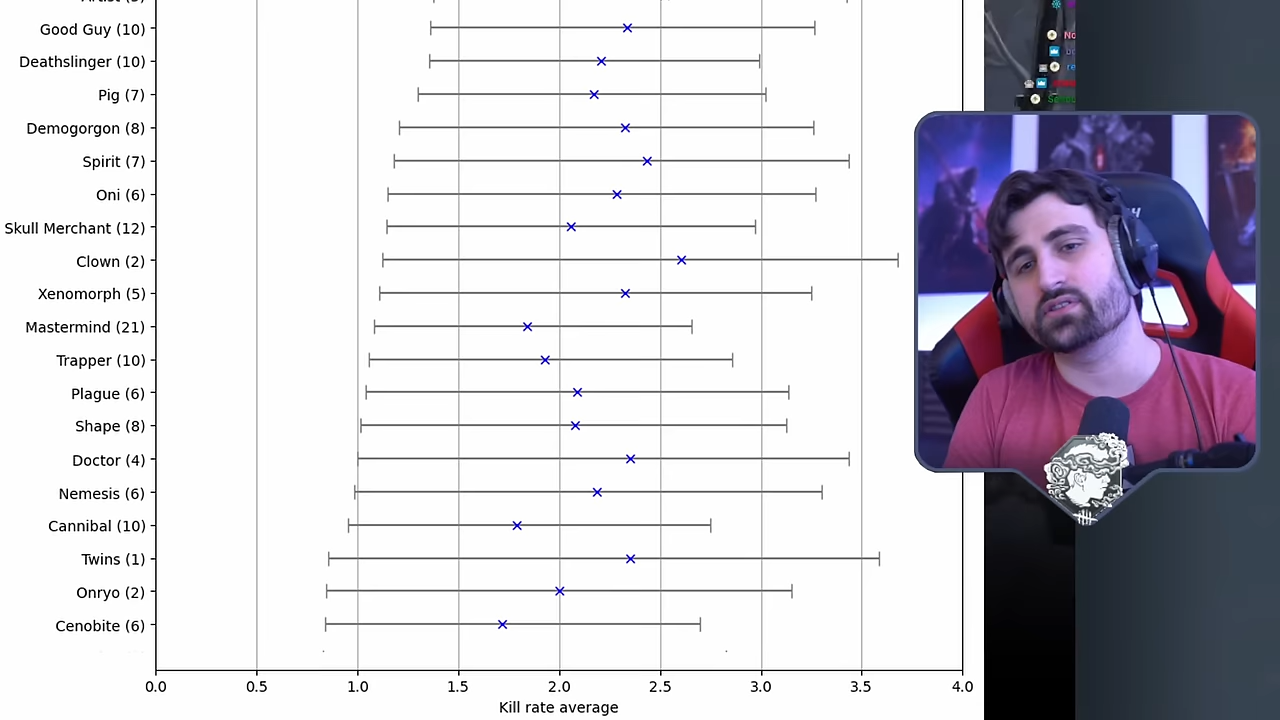 Good Guy (10)
Deathslinger (10)
Pig (7)
Demogorgon (8)
Spirit (7)
Oni (6)
Skull Merchant (12)
Clown (2)
Xenomorph (5)
Mastermind (21)
Trapper (10)
Plague (6)
Shape (8)
Doctor (4)
Nemesis (6)
Cannibal (10)
Twins (1)
Onryo (2)
Cenobite (6)
0.0 0.5 1.0 1.5 2.0 2.5 3.0 3.5 4.0
Kill rate average